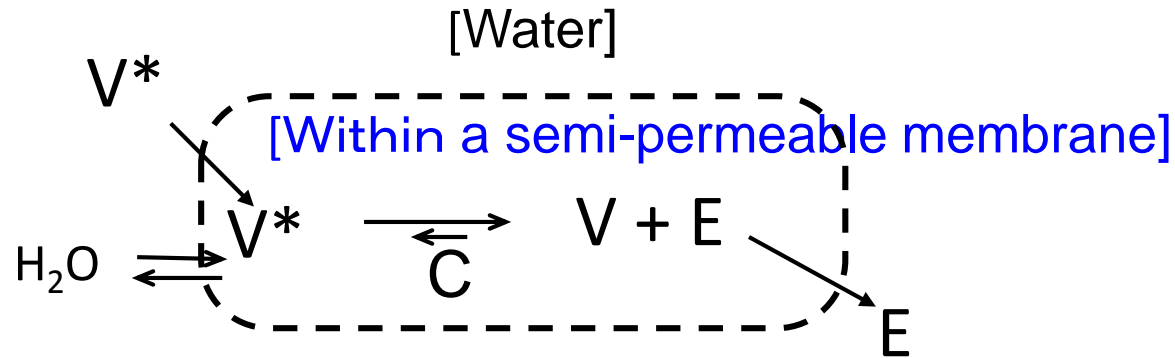 [Water]
V*
[Within a semi-permeable membrane]
V* V + E
C
H₂O
E